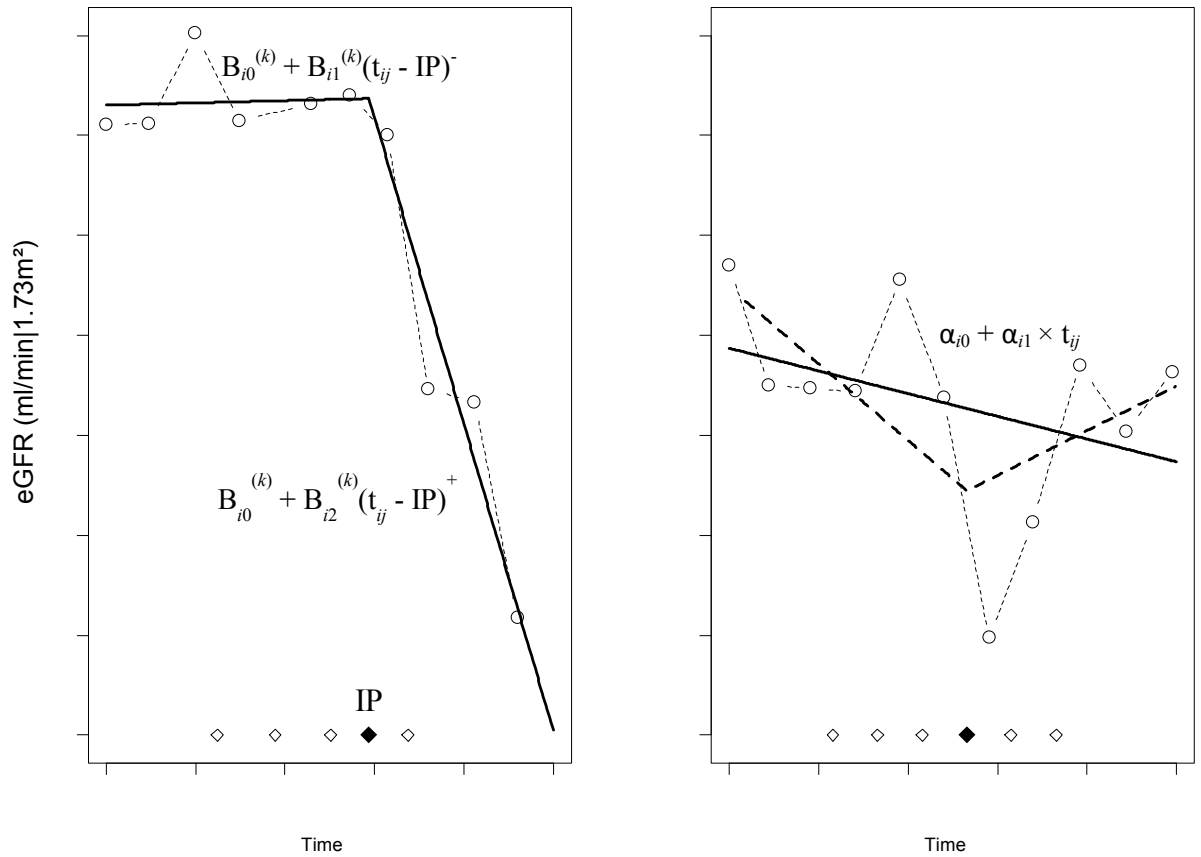 B_{i0}^{(k)} + B_{i1}^{(k)}(t_{ij} - IP)^{-}
eGFR (ml/min|1.73m²)
B_{i0}^{(k)} + B_{i2}^{(k)}(t_{ij} - IP)^{+}
IP
Time
α_{i0} + α_{i1} × t_{ij}
Time